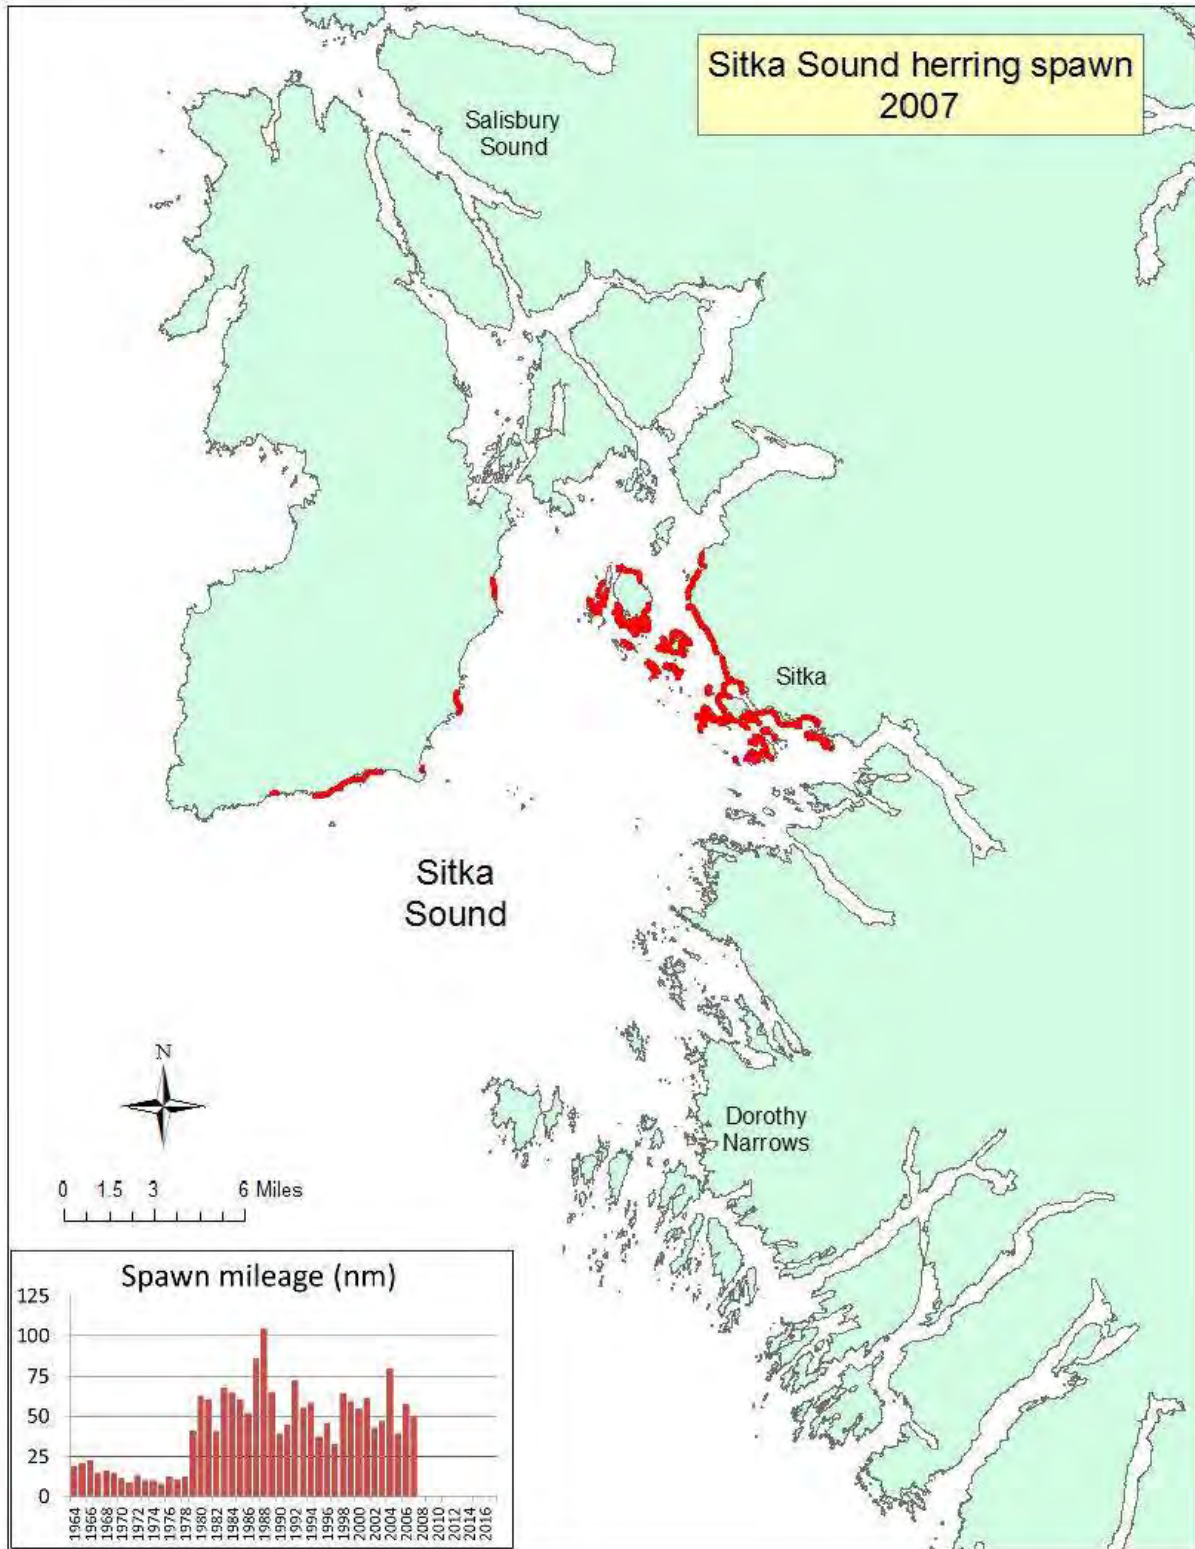 Sitka Sound herring spawn
2007
Salisbury
Sound
Sitka
Sitka
Sound
N
Dorothy
Narrows
0 1.5 3 6 Miles
Spawn mileage (nm)
125
100
75
50
25
0
1964 1966 1968 1970 1972 1974 1976 1978 1980 1982 1984 1986 1988 1990 1992 1994 1996 1998 2000 2002 2004 2006 2008 2010 2012 2014 2016